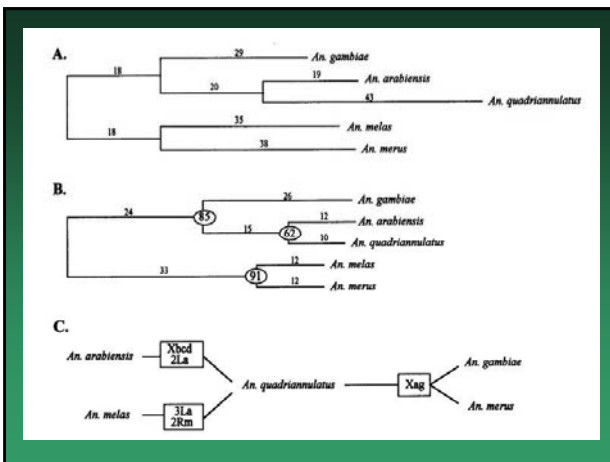 A.
29
An. gambiae
18
19
An. arabiensis
20
43
An. quadriannulatus
35
An. melas
18
38
An. merus
B.
26
An. gambiae
24
85
12
An. arabiensis
15
62
10
An. quadriannulatus
12
An. melas
33
91
12
An. merus
C.
An. arabiensis
Xbcd
2La
An. gambiae
An. quadriannulatus
Xag
An. melas
3La
2Rm
An. merus